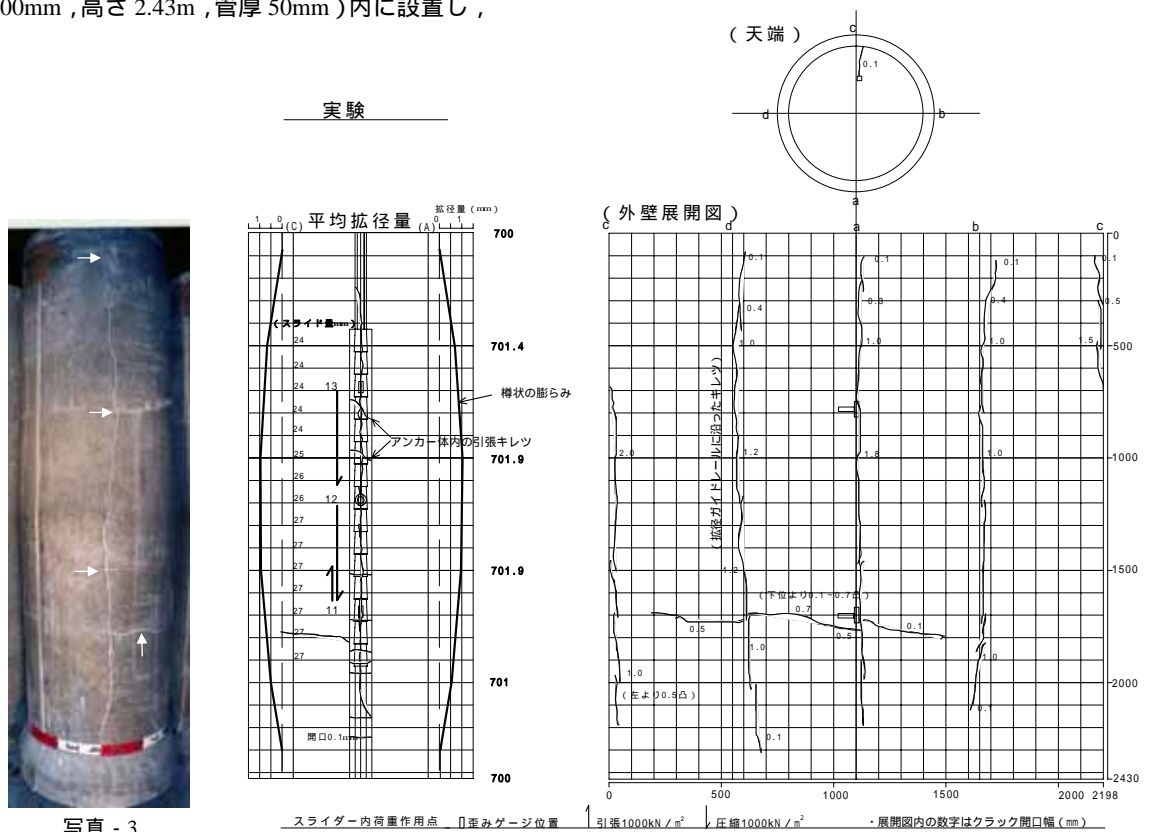 00mm ,高さ 2.43m ,管厚 50mm )内に設置し ,
(天端)
c
0.1
d
b
a
実験
1 0 (C) 平均拡径量 (A) 0 1
拡径量(mm)
700
(スライド量mm)
24
701.4
24
24
13
樽状の膨らみ
24
24
アンカー体内の引張キレツ
25
701.9
26
26
12
27
27
27
701.9
27
11
27
27
701
開口0.1mm
700
(外壁展開図)
c d a b c
0
0.1
0.1
0.1
0.1
0.4
0.4
0.5
1.0
1.0
1.0
1.5
500
(拡径ガイドレールに沿ったキレツ)
2.0
1.2
1.8
1.0
1000
1.2
1500
(下位より0.1~0.7凸)
0.7
0.5
0.5
0.1
1.0
1.0
1.0
(左より0.5凸)
2000
0.1
0.1
2430
0 500 1000 1500 2000 2198
写真 - 3
スライダー内荷重作用点
歪みゲージ位置
引張1000kN/㎡
圧縮1000kN/㎡
・展開図内の数字はクラック開口幅(mm)